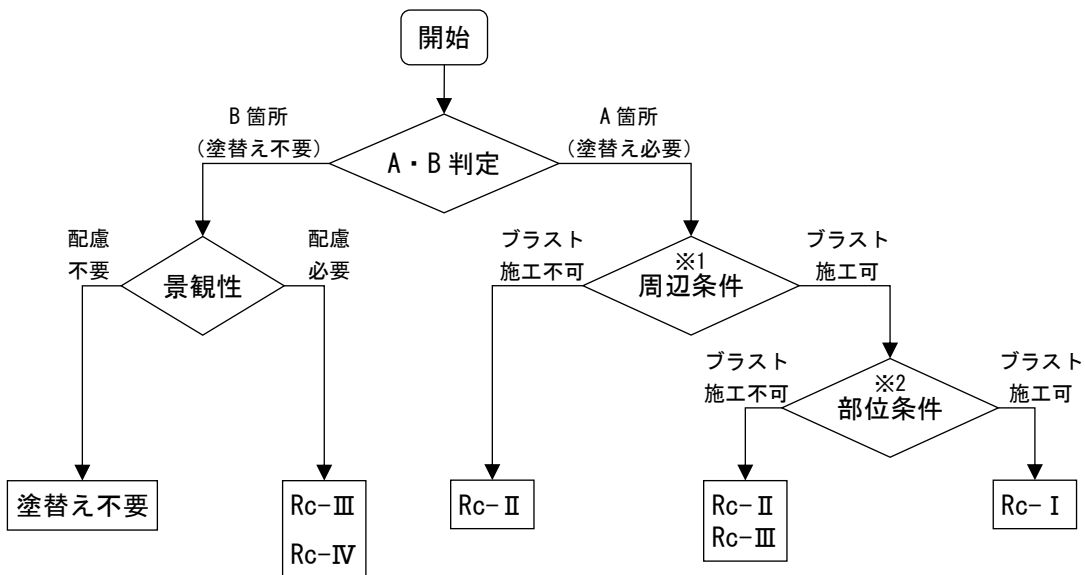 開始
B 箇所
(塗替え不要)
A 箇所
(塗替え必要)
A・B 判定
配慮
不要
景観性
配慮
必要
ブラスト
施工不可
※1
周辺条件
ブラスト
施工可
ブラスト
施工不可
※2
部位条件
ブラスト
施工可
塗替え不要
Rc-Ⅲ
Rc-Ⅳ
Rc-Ⅱ
Rc-Ⅱ
Rc-Ⅲ
Rc-Ⅰ